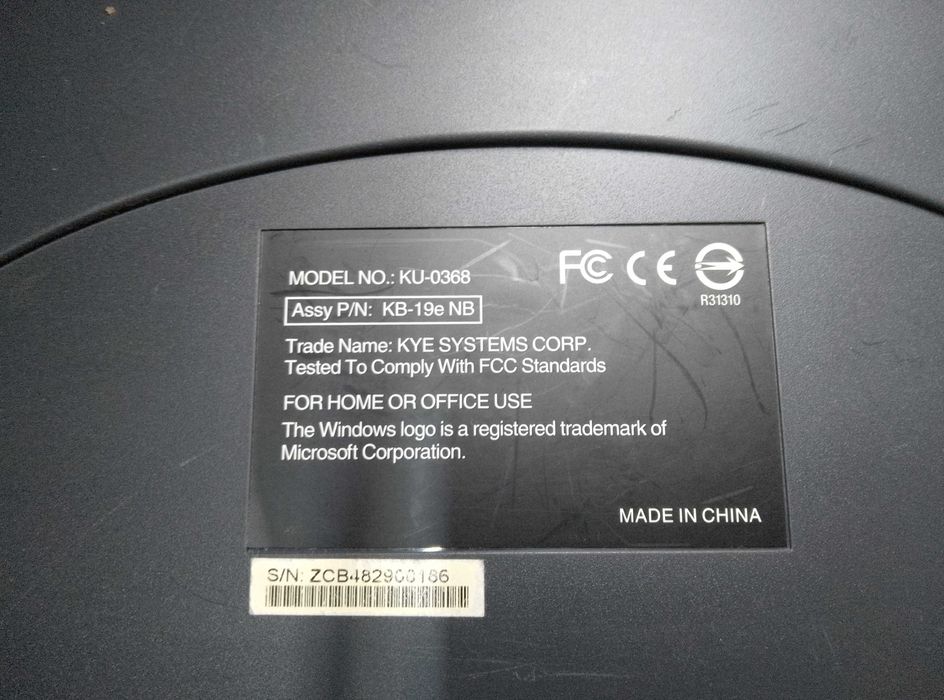 MODEL NO.: KU-0368
FC CE
R31310
Assy P/N: KB-19e NB
Trade Name: KYE SYSTEMS CORP.
Tested To Comply With FCC Standards
FOR HOME OR OFFICE USE
The Windows logo is a registered trademark of
Microsoft Corporation.
MADE IN CHINA
S/N: